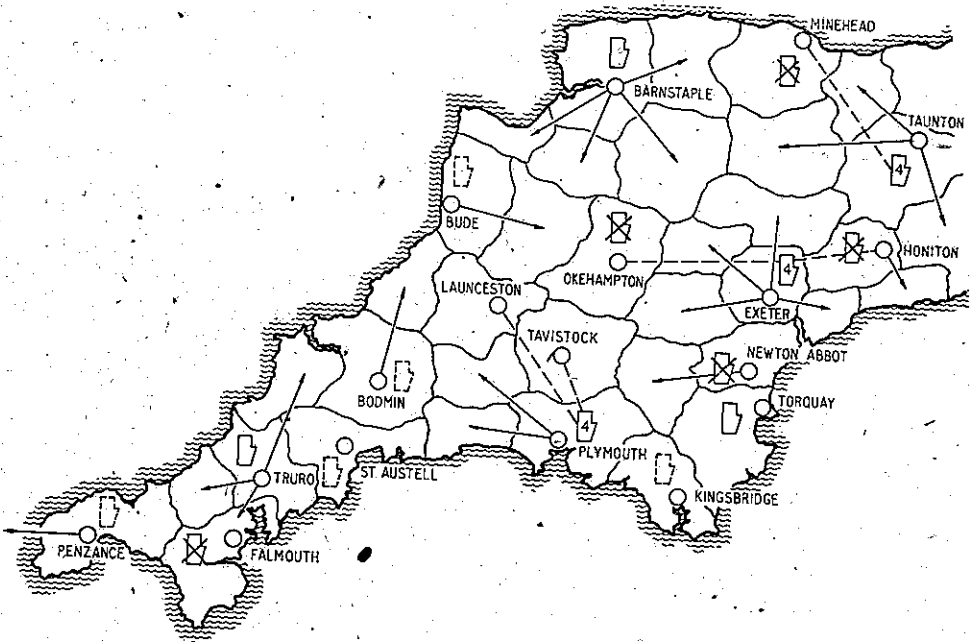 MINEHEAD
BARNSTAPLE
TAUNTON
4
BUDE
HONITON
OKEHAMPTON
4
LAUNCESTON
EXETER
TAVISTOCK
NEWTON ABBOT
BODMIN
TORQUAY
4
PLYMOUTH
TRURO
ST. AUSTELL
KINGSBRIDGE
PENZANCE
FALMOUTH